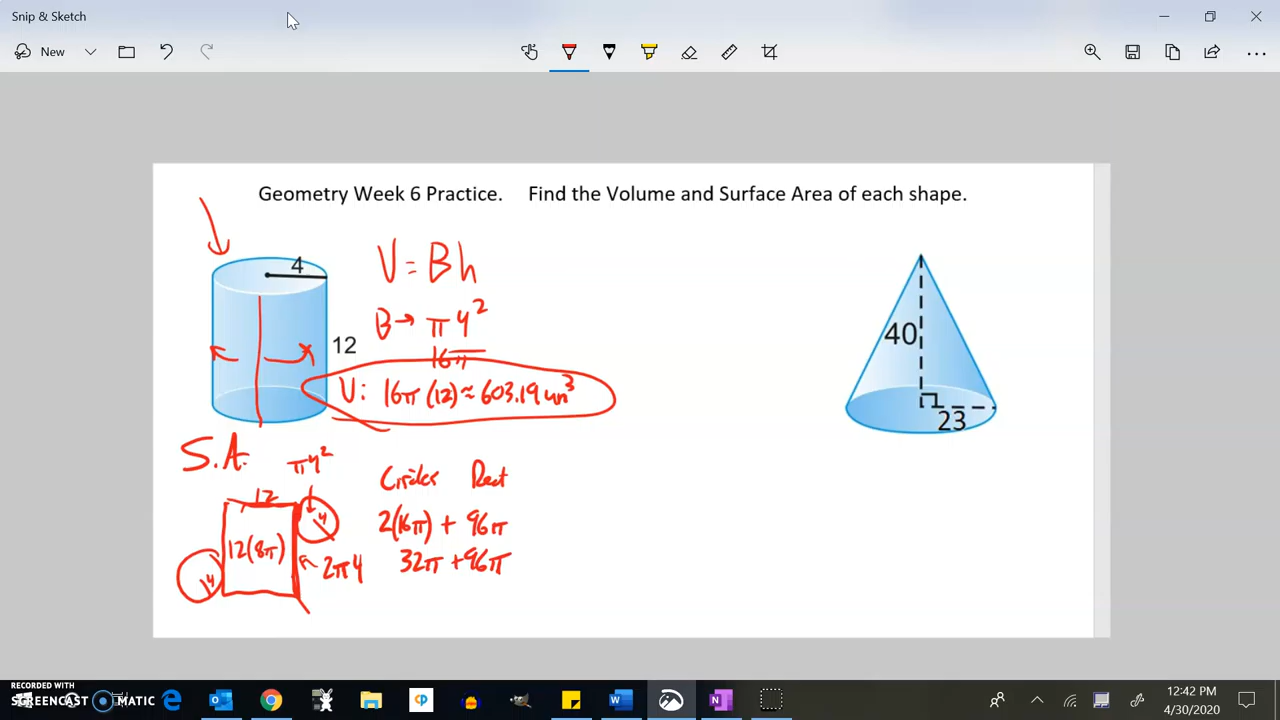 Snip & Sketch
New
Geometry Week 6 Practice. Find the Volume and Surface Area of each shape.
4
12
V = Bh
B → π4²
16π
V: 16π(12) ≈ 603.19 un³
S.A.
π4²
12
12(8π)
4
4
2π4
Circles Rect
2(16π) + 96π
32π + 96π
40
23
RECORDED WITH
SCREENCAST MATIC
12:42 PM
4/30/2020